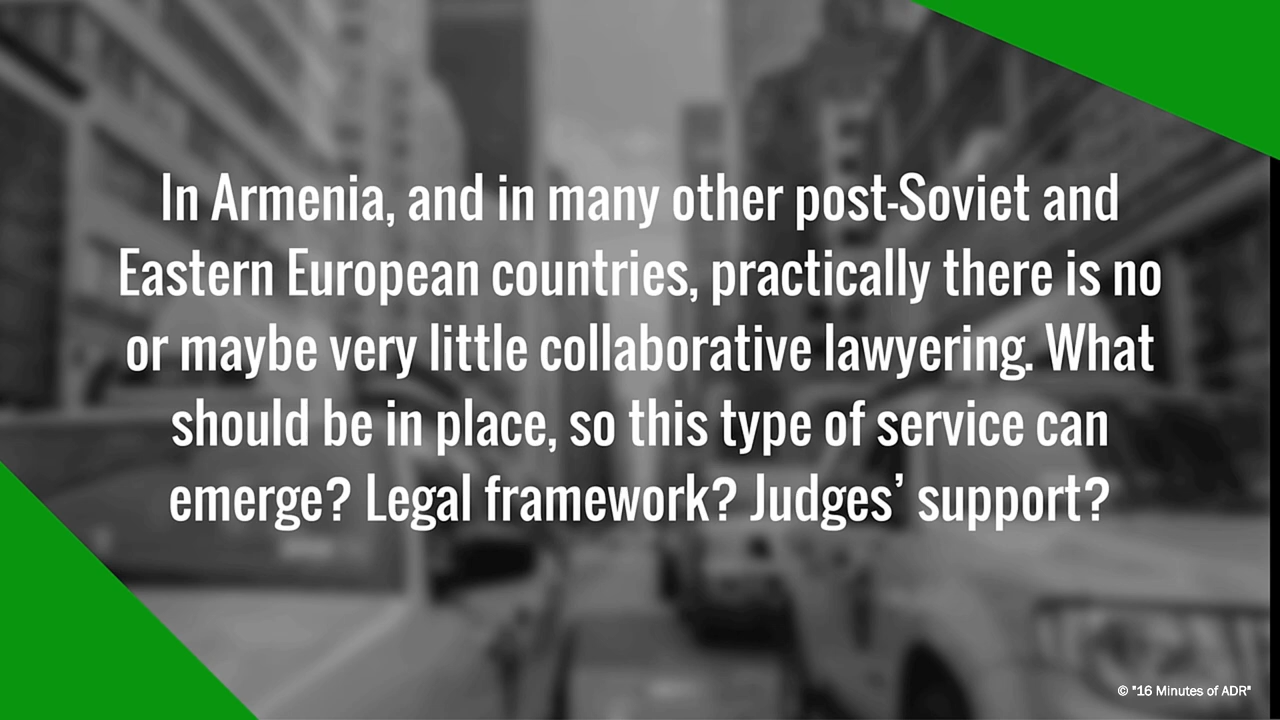 In Armenia, and in many other post-Soviet and
Eastern European countries, practically there is no
or maybe very little collaborative lawyering. What
should be in place, so this type of service can
emerge? Legal framework? Judges’ support?
© "16 Minutes of ADR"